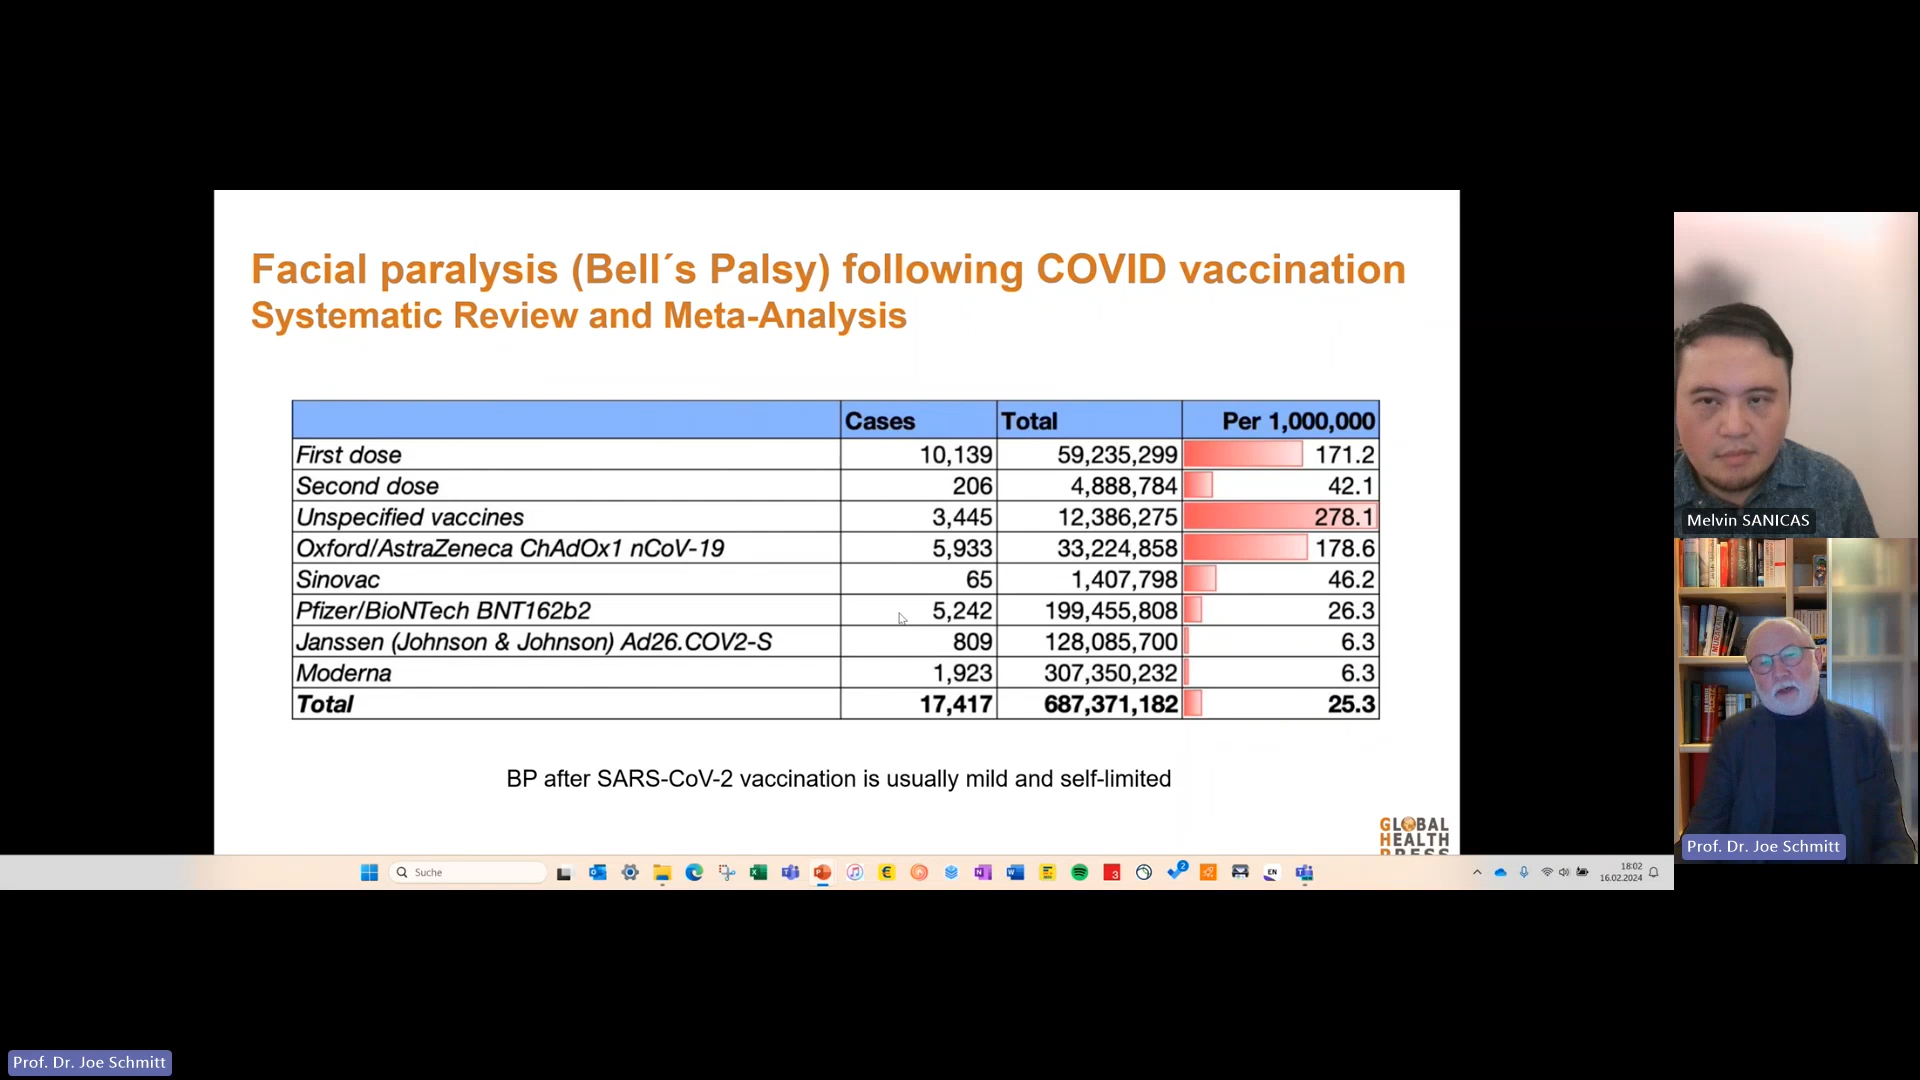 Facial paralysis (Bell´s Palsy) following COVID vaccination
Systematic Review and Meta-Analysis
Cases Total Per 1,000,000
First dose 10,139 59,235,299 171.2
Second dose 206 4,888,784 42.1
Unspecified vaccines 3,445 12,386,275 278.1
Oxford/AstraZeneca ChAdOx1 nCoV-19 5,933 33,224,858 178.6
Sinovac 65 1,407,798 46.2
Pfizer/BioNTech BNT162b2 5,242 199,455,808 26.3
Janssen (Johnson & Johnson) Ad26.COV2-S 809 128,085,700 6.3
Moderna 1,923 307,350,232 6.3
Total 17,417 687,371,182 25.3
BP after SARS-CoV-2 vaccination is usually mild and self-limited
GLOBAL
HEALTH
PRESS
Suche
EN
18:02
16.02.2024
Melvin SANICAS
Prof. Dr. Joe Schmitt
Prof. Dr. Joe Schmitt